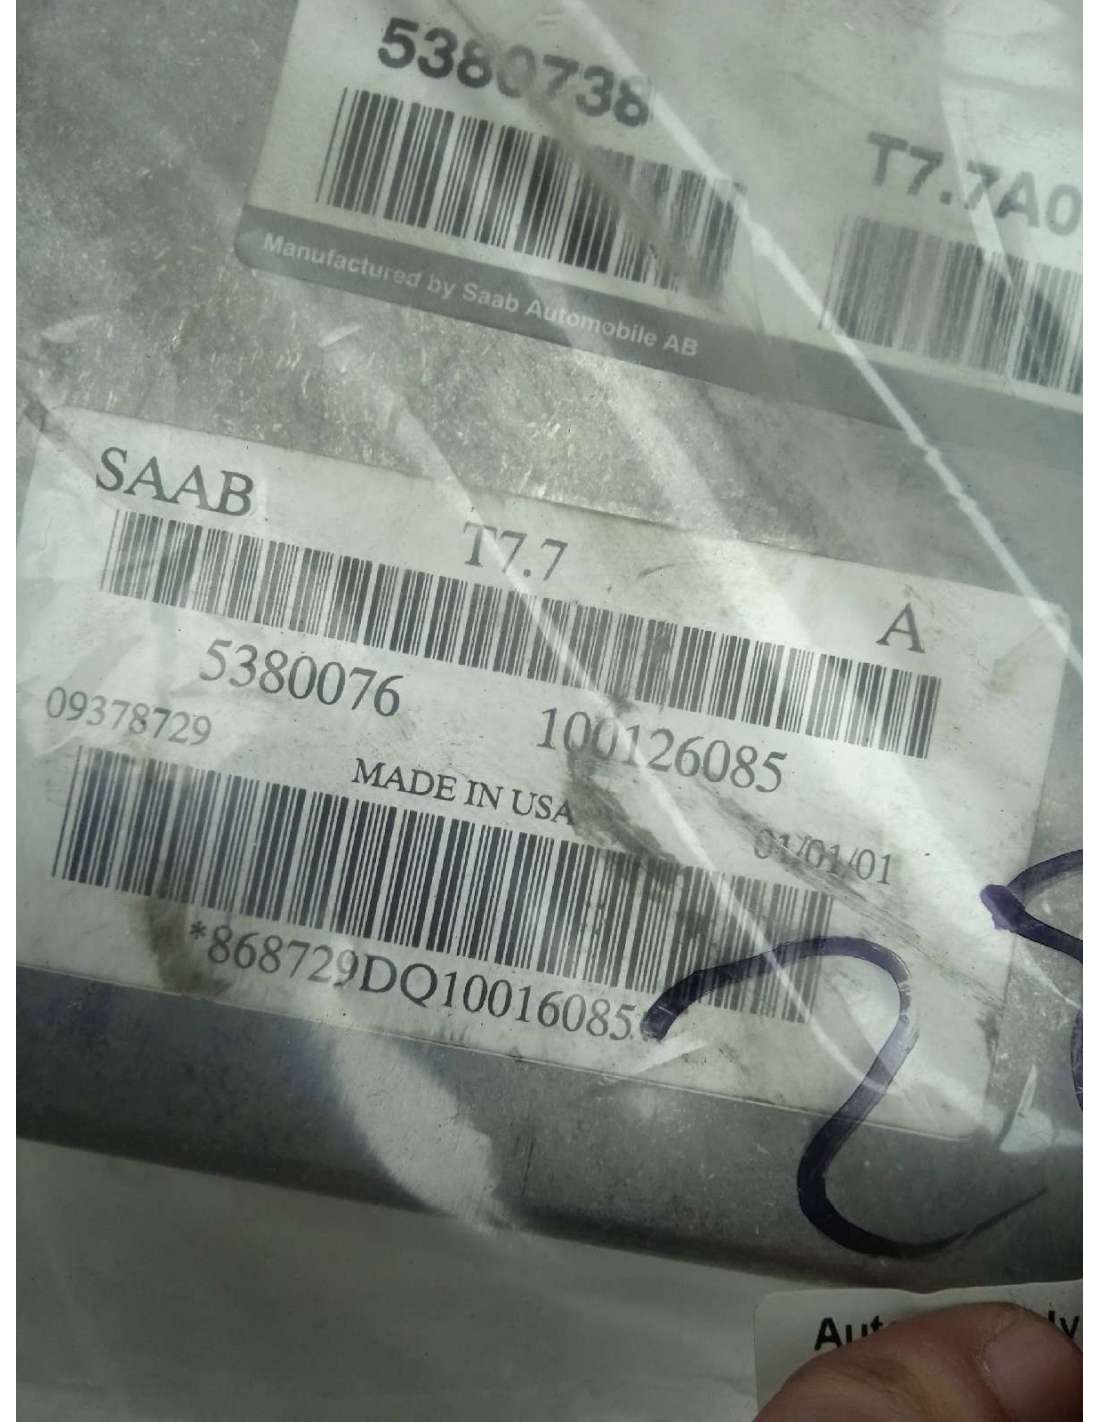 5380738
T7.7A0
Manufactured by Saab Automobile AB
SAAB T7.7 A
5380076 100126085
09378729
MADE IN USA
01/01/01
*868729DQ10016085